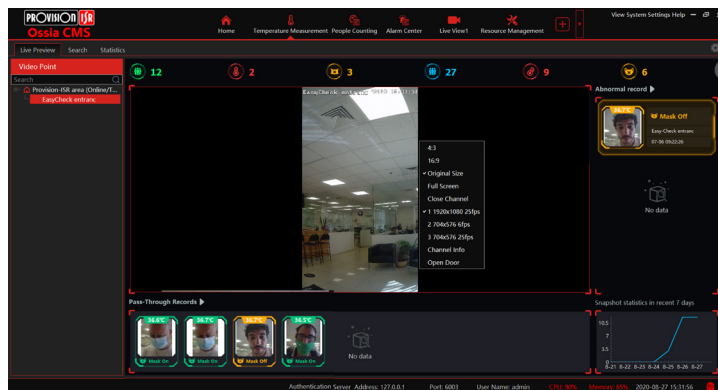 PROVISION ISR
Ossia CMS
Home
Temperature Measurement
People Counting
Alarm Center
Live View1
Resource Management
View System Settings Help
Live Preview
Search
Statistics
Video Point
Search
Provision-ISR area (Online/T...
EasyCheck entranc
12
2
3
27
9
6
4:3
16:9
Original Size
Full Screen
Close Channel
1 1920x1080 25fps
2 704x576 6fps
3 704x576 25fps
Channel Info
Open Door
Abnormal record
36.7°C
Mask Off
Easy-Check entranc
07-06 09:22:26
No data
Pass-Through Records
36.6°C
Mask On
36.7°C
Mask On
36.7°C
Mask Off
36.5°C
Mask On
No data
Snapshot statistics in recent 7 days
10.5
7
3.5
0
8-21 8-22 8-23 8-24 8-25 8-26 8-27
Authentication Server Address: 127.0.0.1
Port: 6003
User Name: admin
CPU: 90%
Memory: 85%
2020-08-27 15:31:56